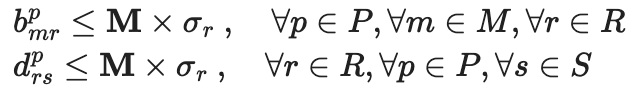 b^p_{mr} ≤ 𝐌 × σ_r , ∀p ∈ P, ∀m ∈ M, ∀r ∈ R
d^p_{rs} ≤ 𝐌 × σ_r , ∀r ∈ R, ∀p ∈ P, ∀s ∈ S